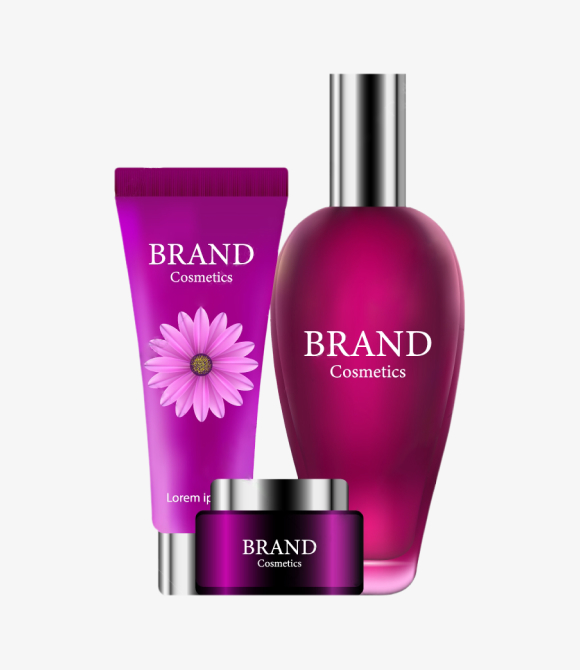 BRAND
Cosmetics
Lorem ip
BRAND
Cosmetics
BRAND
Cosmetics